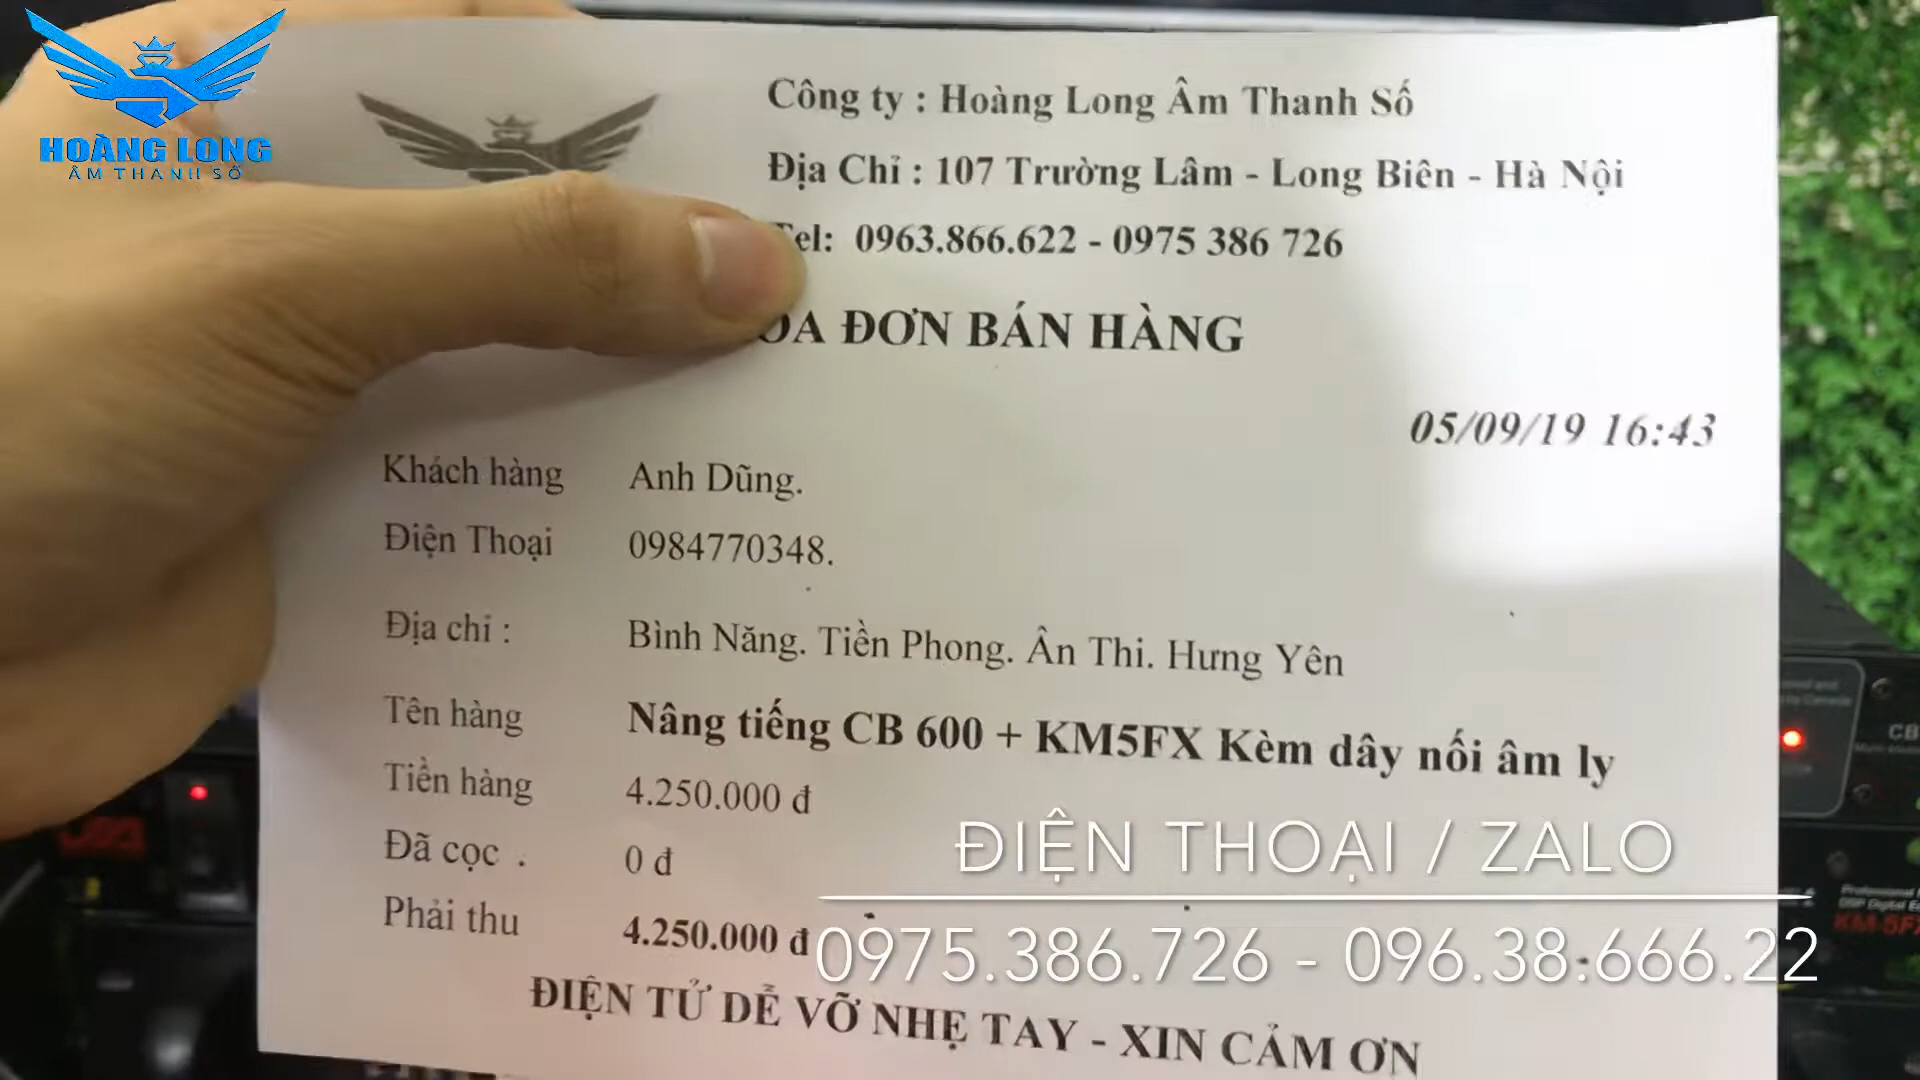 HOÀNG LONG
ÂM THANH SỐ
Công ty : Hoàng Long Âm Thanh Số
Địa Chỉ : 107 Trường Lâm - Long Biên - Hà Nội
Tel: 0963.866.622 - 0975 386 726
ÓA ĐƠN BÁN HÀNG
05/09/19 16:43
Khách hàng Anh Dũng.
Điện Thoại 0984770348.
Địa chỉ : Bình Năng. Tiền Phong. Ân Thi. Hưng Yên
Tên hàng Nâng tiếng CB 600 + KM5FX Kèm dây nối âm ly
Tiền hàng 4.250.000 đ
Đã cọc . 0 đ
Phải thu 4.250.000 đ
ĐIỆN THOẠI / ZALO
0975.386.726 - 096.38.666.22
ĐIỆN TỬ DỄ VỠ NHẸ TAY - XIN CẢM ƠN
CB
KM-5FX